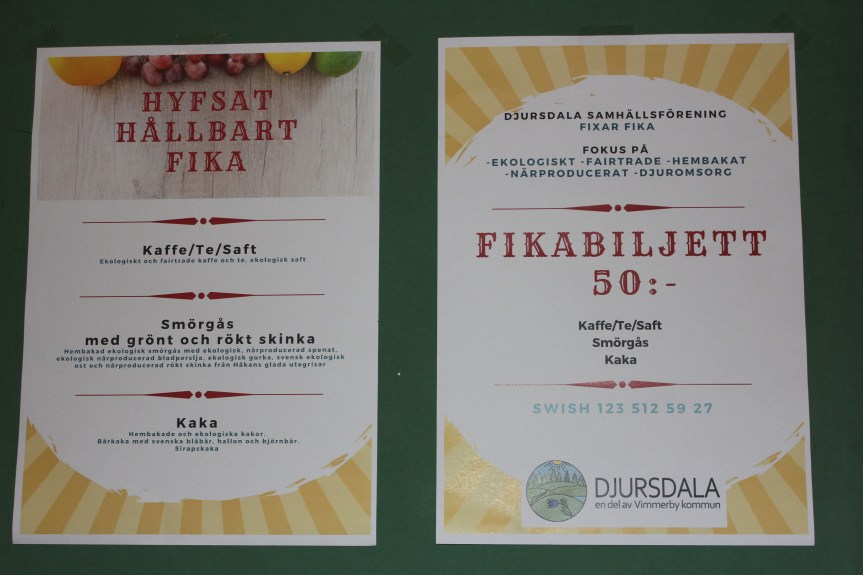 HYFSAT
HÅLLBART
FIKA
Kaffe/Te/Saft
Ekologiskt och fairtrade kaffe och te, ekologisk saft
Smörgås
med grönt och rökt skinka
Hembakad ekologisk smörgås med ekologisk, närproducerad spenat,
ekologisk närproducerad bladpersilja, ekologisk gurka, svensk ekologisk
ost och närproducerad rökt skinka från Håkans glada utegrisar
Kaka
Hembakade och ekologiska kakor.
Bärkaka med svenska blåbär, hallon och björnbär.
Sirapskaka
DJURSDALA SAMHÄLLSFÖRENING
FIXAR FIKA
FOKUS PÅ
-EKOLOGISKT -FAIRTRADE -HEMBAKAT
-NÄRPRODUCERAT -DJUROMSORG
FIKABILJETT
50:-
Kaffe/Te/Saft
Smörgås
Kaka
SWISH 123 512 59 27
DJURSDALA
en del av Vimmerby kommun